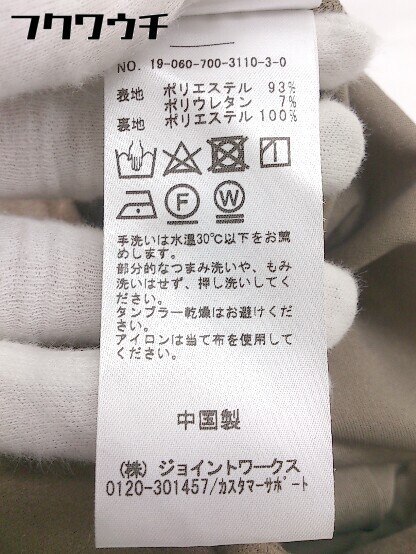 フクワウチ
NO. 19-060-700-3110-3-0
表地 ポリエステル 93%
ポリウレタン 7%
裏地 ポリエステル 100%
F W
手洗いは水温30℃以下をお薦
めします。
部分的なつまみ洗いや、もみ
洗いはせず、押し洗いしてく
ださい。
タンブラー乾燥はお避けくだ
さい。
アイロンは当て布を使用して
ください。
中国製
(株) ジョイントワークス
0120-301457/カスタマーサポート